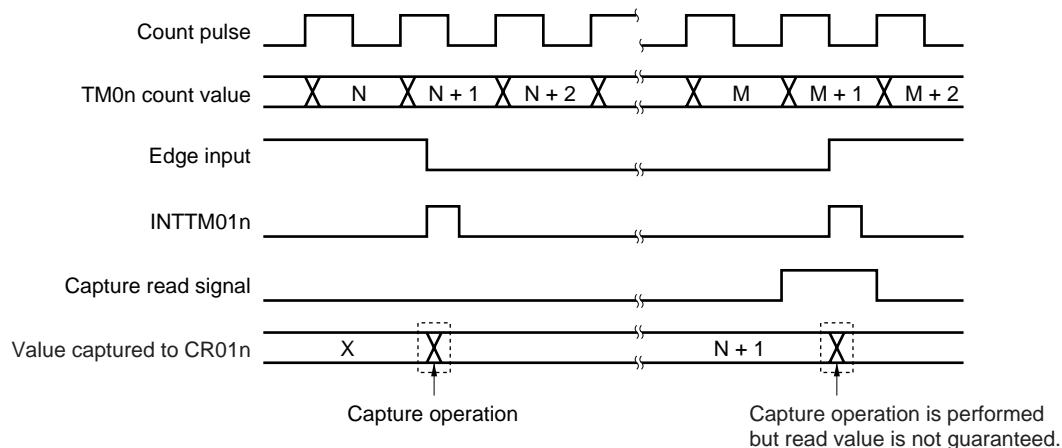 Count pulse
TM0n count value
N
N + 1
N + 2
M
M + 1
M + 2
Edge input
INTTM01n
Capture read signal
Value captured to CR01n
X
N + 1
Capture operation
Capture operation is performed
but read value is not guaranteed.